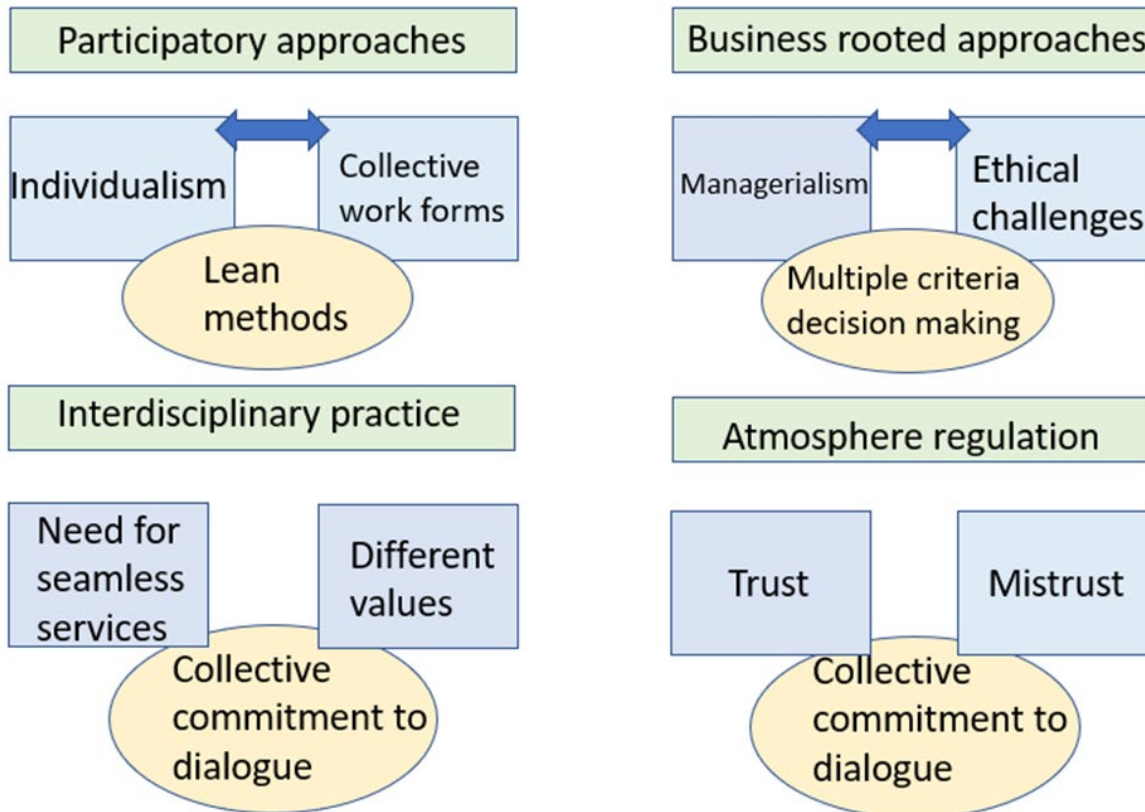 Participatory approaches
Individualism
Collective
work forms
Lean
methods
Business rooted approaches
Managerialism
Ethical
challenges
Multiple criteria
decision making
Interdisciplinary practice
Need for
seamless
services
Different
values
Collective
commitment to
dialogue
Atmosphere regulation
Trust
Mistrust
Collective
commitment to
dialogue